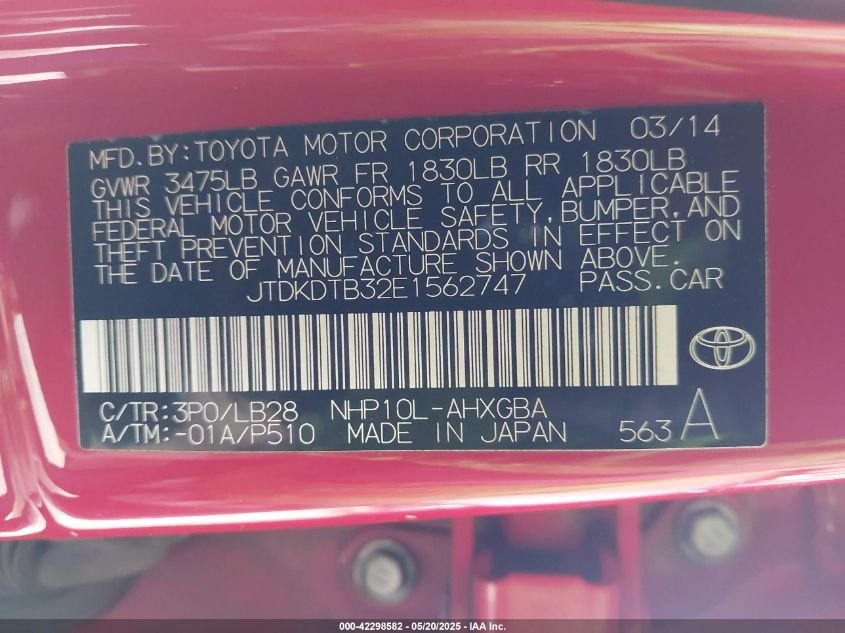 MFD.BY:TOYOTA MOTOR CORPORATION 03/14
GVWR 3475LB GAWR FR 1830LB RR 1830LB
THIS VEHICLE CONFORMS TO ALL APPLICABLE
FEDERAL MOTOR VEHICLE SAFETY,BUMPER,AND
THEFT PREVENTION STANDARDS IN EFFECT ON
THE DATE OF MANUFACTURE SHOWN ABOVE.
JTDKDTB32E1562747 PASS.CAR
C/TR:3P0/LB28 NHP10L-AHXGBA
A/TM:-01A/P510 MADE IN JAPAN 563 A
000-42298582 - 05/20/2025 - IAA Inc.